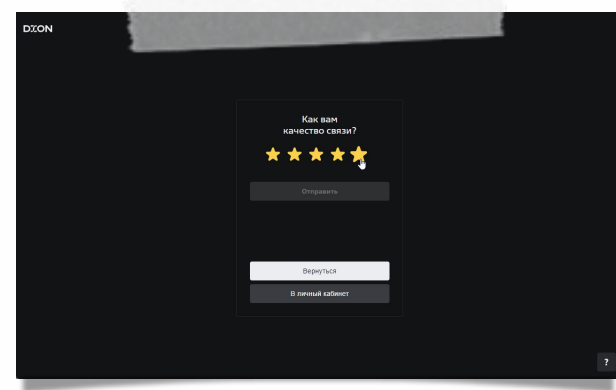 DION
Как вам
качество связи?
Отправить
Вернуться
В личный кабинет
?